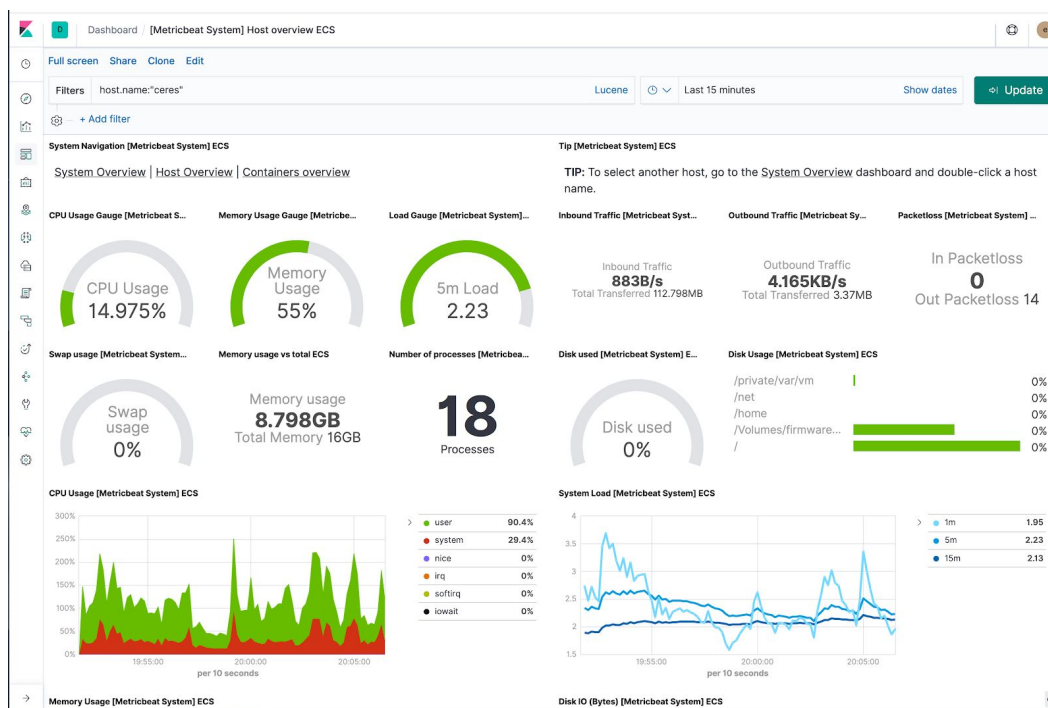 D Dashboard / [Metricbeat System] Host overview ECS e
Full screen Share Clone Edit
Filters host.name:"ceres" Lucene Last 15 minutes Show dates Update
+ Add filter
System Navigation [Metricbeat System] ECS
System Overview | Host Overview | Containers overview
Tip [Metricbeat System] ECS
TIP: To select another host, go to the System Overview dashboard and double-click a host
name.
CPU Usage Gauge [Metricbeat S...
CPU Usage
14.975%
Memory Usage Gauge [Metricbe...
Memory
Usage
55%
Load Gauge [Metricbeat System]...
5m Load
2.23
Inbound Traffic [Metricbeat Syst...
Inbound Traffic
883B/s
Total Transferred 112.798MB
Outbound Traffic [Metricbeat Sy...
Outbound Traffic
4.165KB/s
Total Transferred 3.37MB
Packetloss [Metricbeat System] ...
In Packetloss
0
Out Packetloss 14
Swap usage [Metricbeat System...
Swap
usage
0%
Memory usage vs total ECS
Memory usage
8.798GB
Total Memory 16GB
Number of processes [Metricbea...
18
Processes
Disk used [Metricbeat System] E...
Disk used
0%
Disk Usage [Metricbeat System] ECS
/private/var/vm 0%
/net 0%
/home 0%
/Volumes/firmware... 0%
/ 0%
CPU Usage [Metricbeat System] ECS
300%
250%
200%
150%
100%
50%
0%
19:55:00 20:00:00 20:05:00
per 10 seconds
user 90.4%
system 29.4%
nice 0%
irq 0%
softirq 0%
iowait 0%
System Load [Metricbeat System] ECS
4
3.5
3
2.5
2
1.5
19:55:00 20:00:00 20:05:00
per 10 seconds
1m 1.95
5m 2.23
15m 2.13
Memory Usage [Metricbeat System] ECS
Disk IO (Bytes) [Metricbeat System] ECS